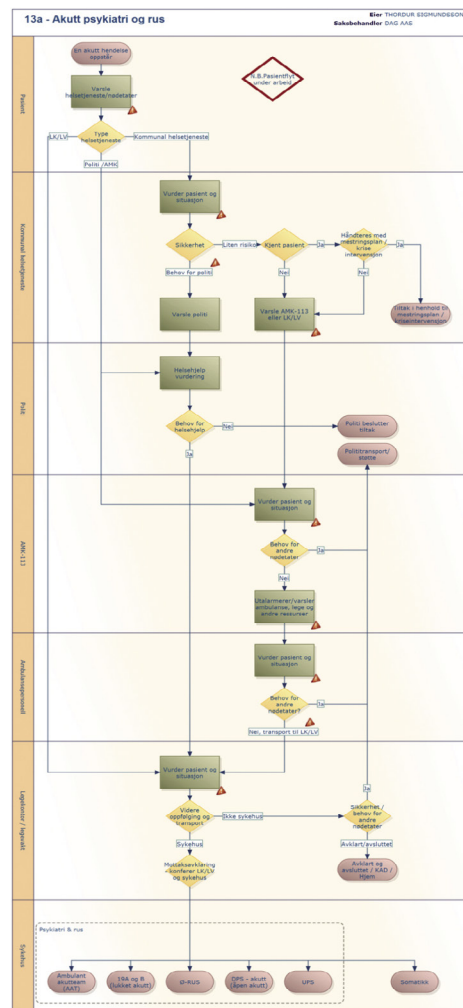 13a - Akutt psykiatri og rus
Eier THORDUR SIGMUNDSSON
Saksbehandler DAG AAS
Pasient
En akutt hendelse
oppstår
Varsle
helsetjeneste/nødetater
N.B.Pasientflyt
under arbeid
Type
helsetjeneste
LK/LV
Kommunal helsetjeneste
Politi /AMK
Kommunal helsetjeneste
Vurder pasient og
situasjon
Sikkerhet
Liten risiko
Kjent pasient
Ja
Håndteres med
mestringsplan /
krise
intervensjon
Ja
Behov for politi
Nei
Nei
Varsle politi
Varsle AMK-113
eller LK/LV
Tiltak i henhold til
mestringsplan /
kriseintervensjon
Politi
Helsehjelp
vurdering
Behov for
helsehjelp
Nei
Politi beslutter
tiltak
Ja
Polititransport/
støtte
AMK-113
Vurder pasient og
situasjon
Behov for
andre
nødetater
Ja
Nei
Utalarmerer/varsler
ambulanse, lege og
andre ressurser
Ambulansepersonell
Vurder pasient og
situasjon
Behov for
andre
nødetater?
Ja
Nei, transport til LK/LV
Legekontor / legevakt
Vurder pasient og
situasjon
Ja
Videre
oppfølging og
transport
Ikke sykehus
Sikkerhet /
behov for
andre
nødetater
Sykehus
Avklart/avsluttet
Mottaksavklaring
- konferer LK/LV
og sykehus
Avklart og
avsluttet / KAD /
Hjem
Sykehus
Psykiatri & rus
Ambulant
akutteam
(AAT)
19A og B
(lukket akutt)
Ø-RUS
DPS - akutt
(åpen akutt)
UPS
Somatikk